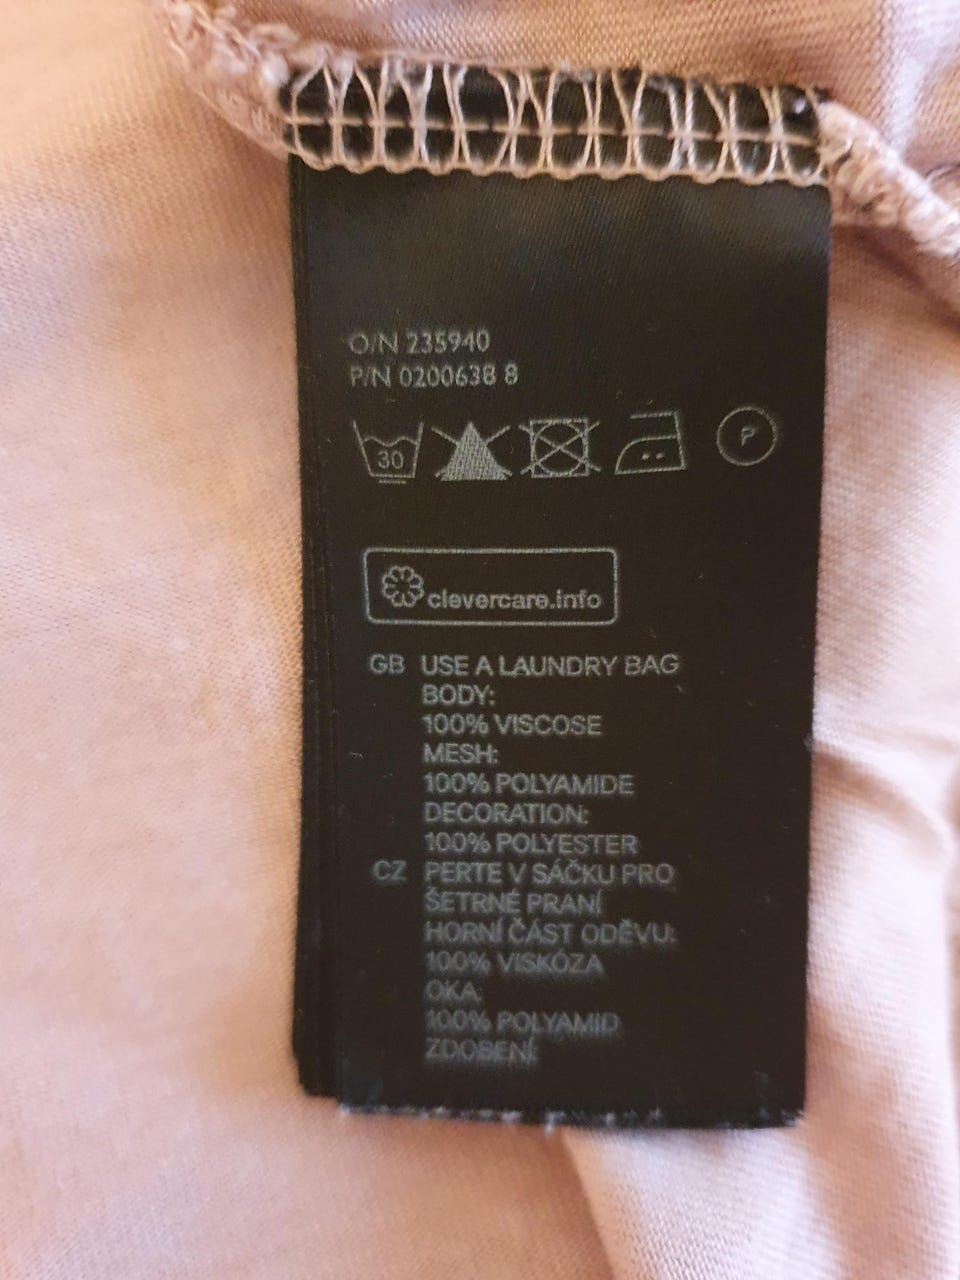 O/N 235940
P/N 0200638 8
30
P
clevercare.info
GB USE A LAUNDRY BAG
BODY:
100% VISCOSE
MESH:
100% POLYAMIDE
DECORATION:
100% POLYESTER
CZ PERTE V SÁČKU PRO
ŠETRNÉ PRANÍ
HORNÍ ČÁST ODĚVU:
100% VISKÓZA
OKA:
100% POLYAMID
ZDOBENÍ: